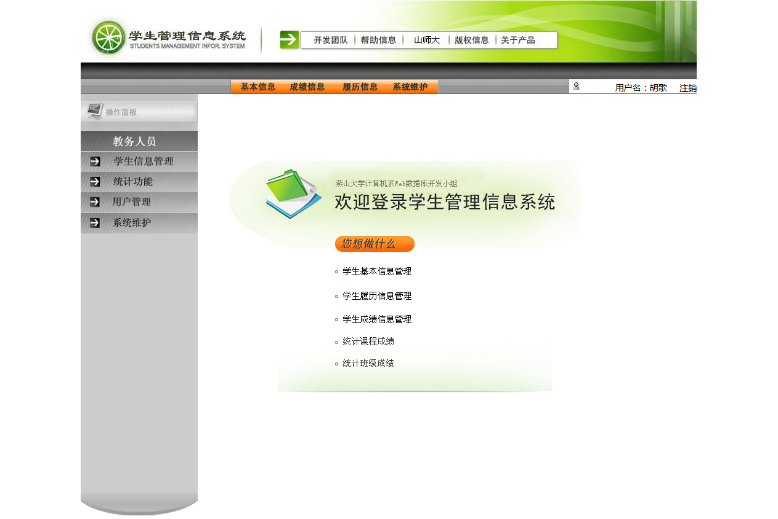 学生管理信息系统
STUDENTS MANAGEMENT INFOR. SYSTEM
开发团队 | 帮助信息 | 山师大 | 版权信息 | 关于产品
基本信息 成绩信息 履历信息 系统维护
用户名：胡歌 注销
操作面板
教务人员
学生信息管理
统计功能
用户管理
系统维护
燕山大学计算机系Web数据库开发小组
欢迎登录学生管理信息系统
您想做什么
学生基本信息管理
学生履历信息管理
学生成绩信息管理
统计课程成绩
统计班级成绩